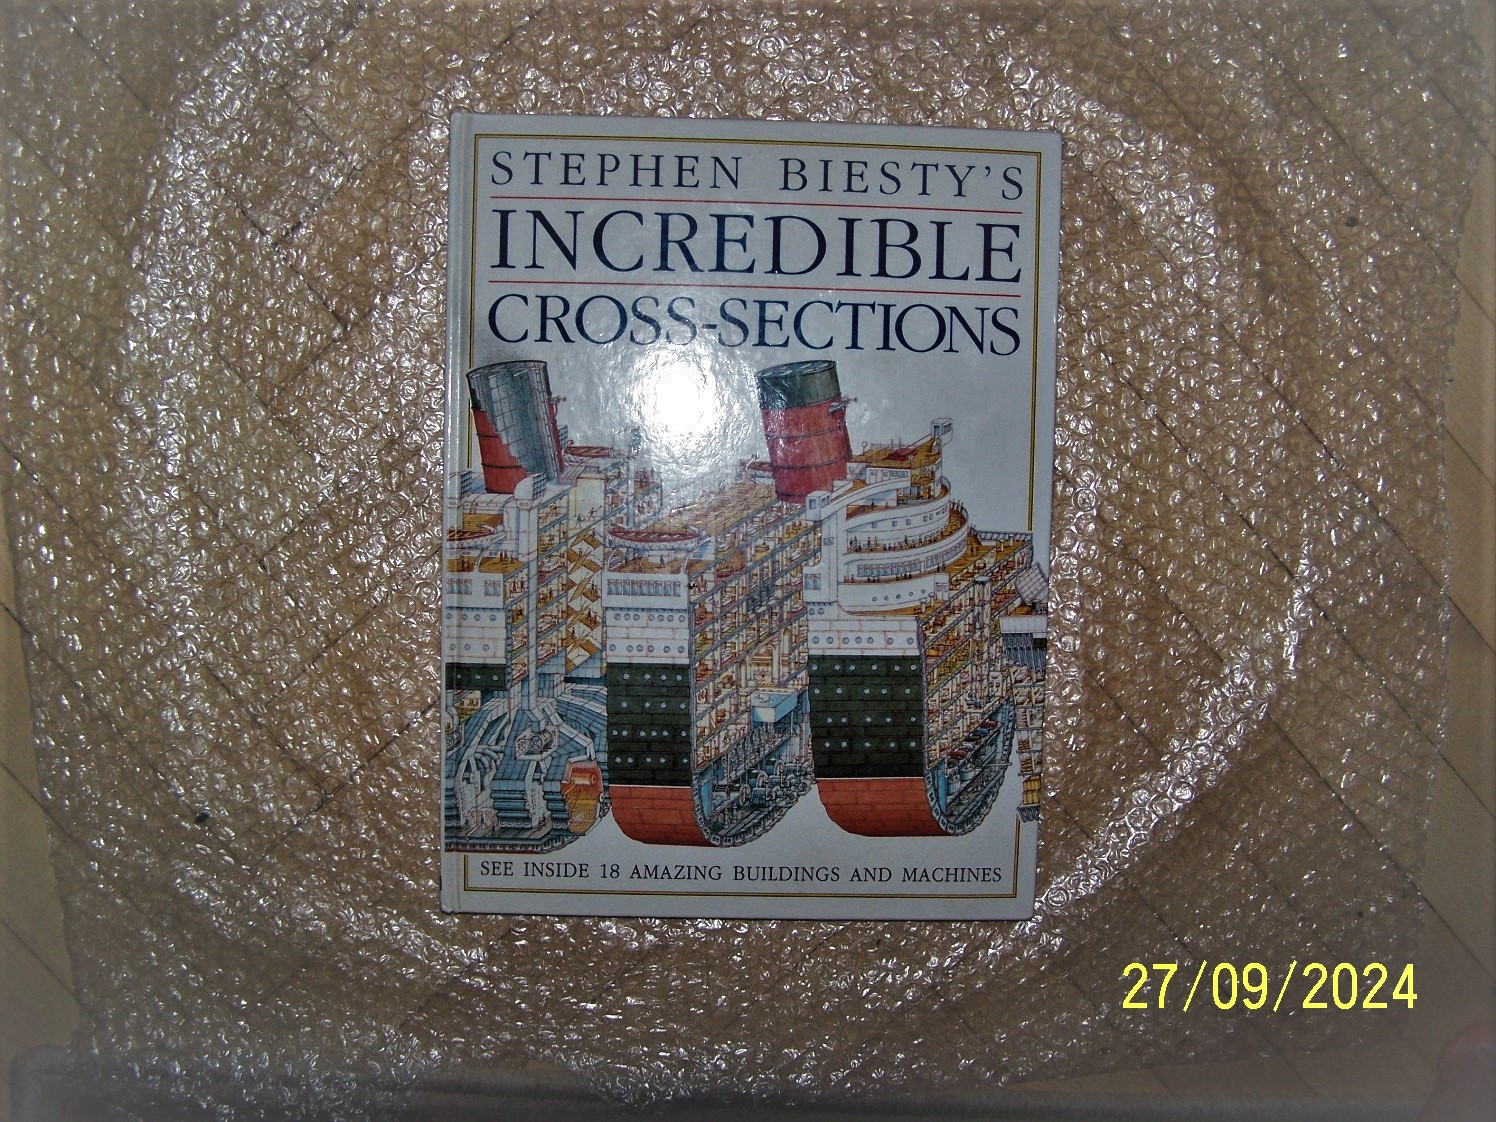 STEPHEN BIESTY'S
INCREDIBLE
CROSS-SECTIONS
SEE INSIDE 18 AMAZING BUILDINGS AND MACHINES
27/09/2024